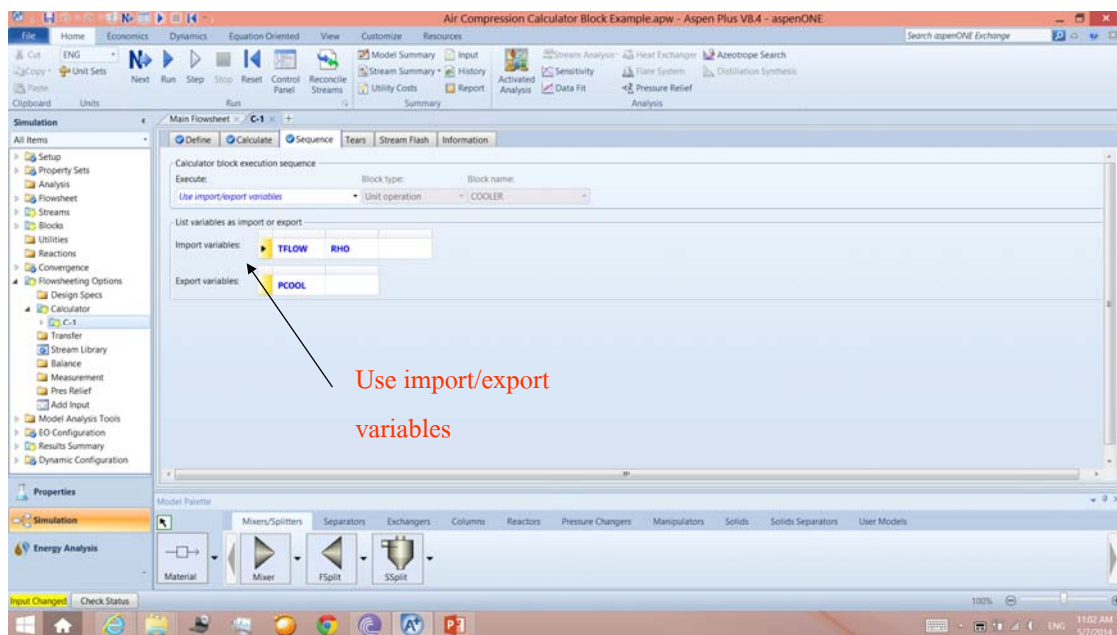 Air Compression Calculator Block Example.apw - Aspen Plus V8.4 - aspenONE
File Home Economics Dynamics Equation Oriented View Customize Resources Search aspenONE Exchange
Cut ENG Model Summary Input Stream Analysis Heat Exchanger Azeotrope Search
Copy Unit Sets Next Run Step Stop Reset Control Panel Reconcile Streams Stream Summary History Activated Analysis Sensitivity Flare System Distillation Synthesis
Paste Utility Costs Report Data Fit Pressure Relief
Clipboard Units Run Summary Analysis
Simulation Main Flowsheet C-1
All Items Define Calculate Sequence Tears Stream Flash Information
Setup
Property Sets
Analysis
Flowsheet
Streams
Blocks
Utilities
Reactions
Convergence
Flowsheeting Options
Design Specs
Calculator
C-1
Transfer
Stream Library
Balance
Measurement
Pres Relief
Add Input
Model Analysis Tools
EO Configuration
Results Summary
Dynamic Configuration
Calculator block execution sequence
Execute: Block type: Block name:
Use import/export variables Unit operation COOLER
List variables as import or export
Import variables: TFLOW RHO
Export variables: PCOOL
Use import/export
variables
Properties
Simulation
Energy Analysis
Model Palette
Mixers/Splitters Separators Exchangers Columns Reactors Pressure Changers Manipulators Solids Solids Separators User Models
Material Mixer FSplit SSplit
Input Changed Check Status 100%
ENG 11:02 AM
5/7/2014